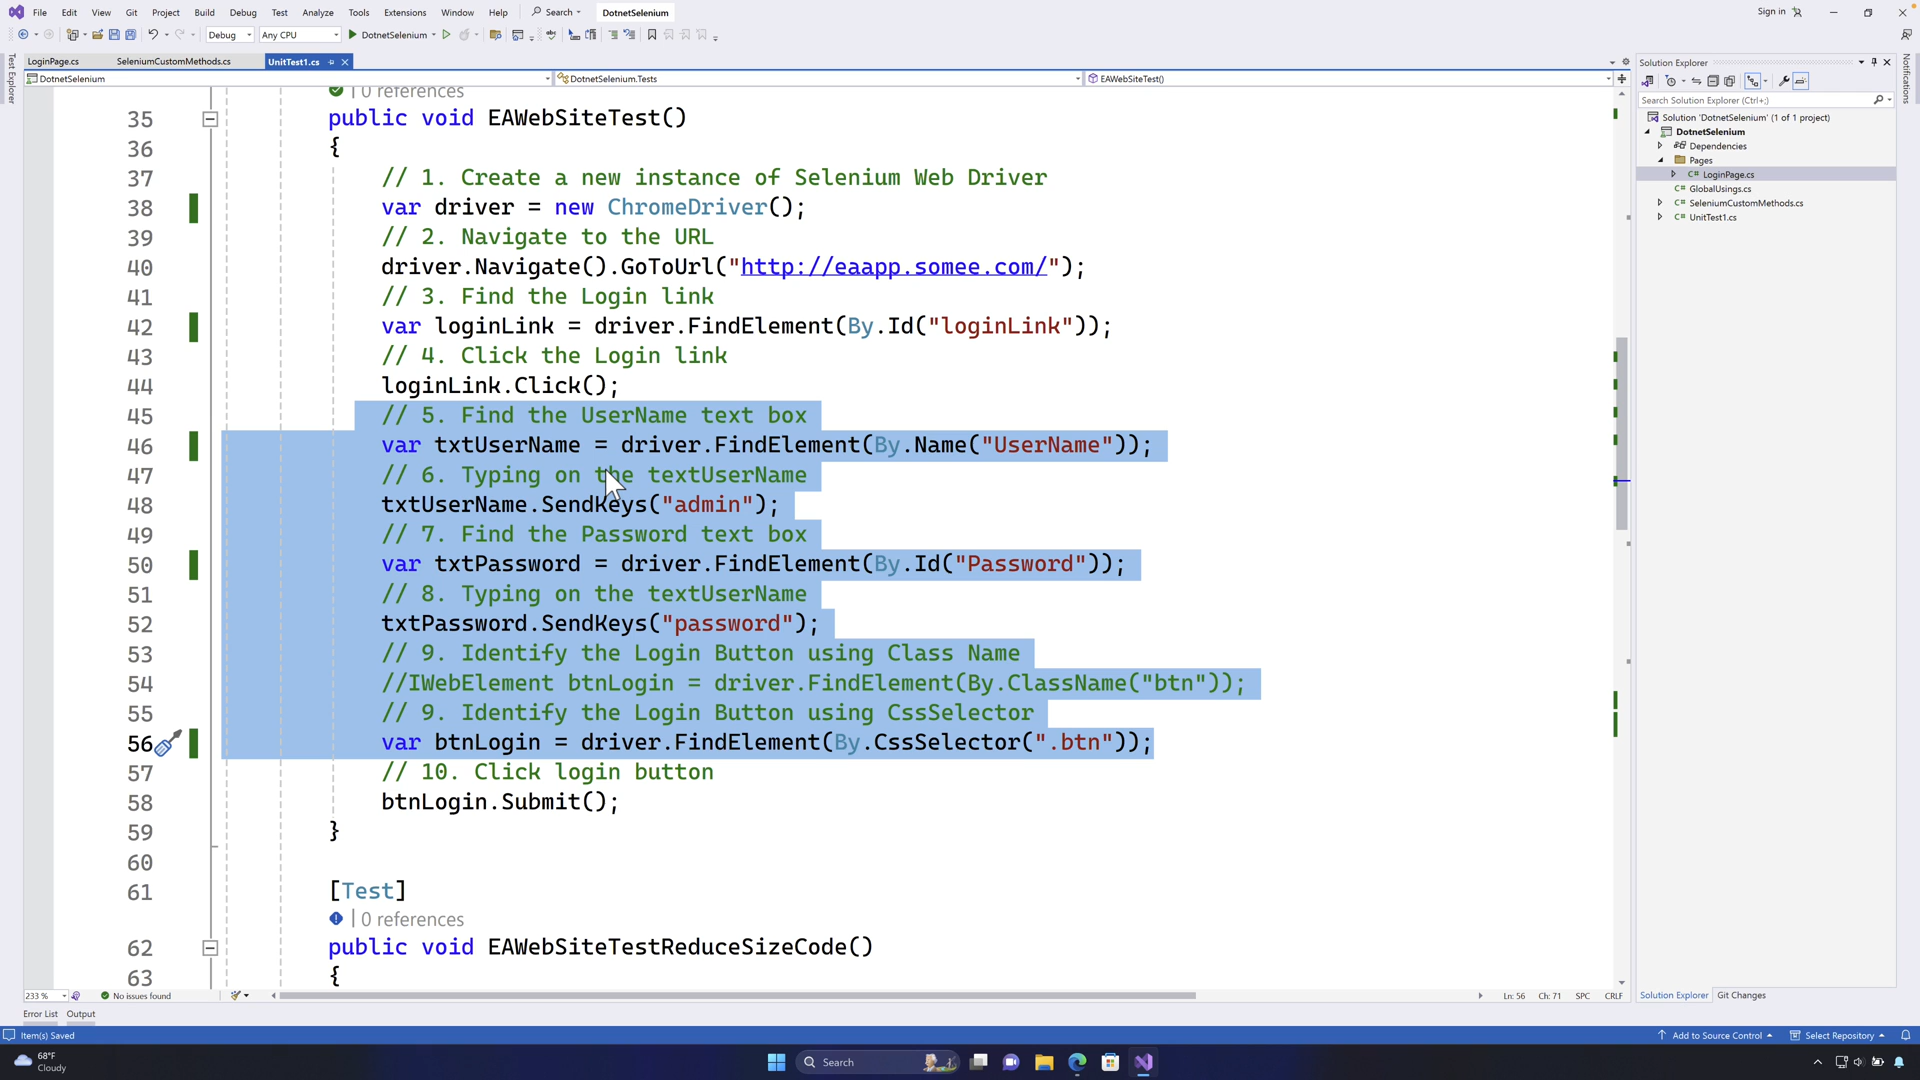 File Edit View Git Project Build Debug Test Analyze Tools Extensions Window Help Search DotnetSelenium Sign in
Debug Any CPU DotnetSelenium
LoginPage.cs SeleniumCustomMethods.cs UnitTest1.cs
DotnetSelenium DotnetSelenium.Tests EAWebSiteTest()
Test Explorer
0 references
35 public void EAWebSiteTest()
36 {
37 // 1. Create a new instance of Selenium Web Driver
38 var driver = new ChromeDriver();
39 // 2. Navigate to the URL
40 driver.Navigate().GoToUrl("http://eaapp.somee.com/");
41 // 3. Find the Login link
42 var loginLink = driver.FindElement(By.Id("loginLink"));
43 // 4. Click the Login link
44 loginLink.Click();
45 // 5. Find the UserName text box
46 var txtUserName = driver.FindElement(By.Name("UserName"));
47 // 6. Typing on the textUserName
48 txtUserName.SendKeys("admin");
49 // 7. Find the Password text box
50 var txtPassword = driver.FindElement(By.Id("Password"));
51 // 8. Typing on the textUserName
52 txtPassword.SendKeys("password");
53 // 9. Identify the Login Button using Class Name
54 //IWebElement btnLogin = driver.FindElement(By.ClassName("btn"));
55 // 9. Identify the Login Button using CssSelector
56 var btnLogin = driver.FindElement(By.CssSelector(".btn"));
57 // 10. Click login button
58 btnLogin.Submit();
59 }
60
61 [Test]
0 references
62 public void EAWebSiteTestReduceSizeCode()
63 {
233 % No issues found Ln: 56 Ch: 71 SPC CRLF
Solution Explorer
Search Solution Explorer (Ctrl+;)
Solution 'DotnetSelenium' (1 of 1 project)
DotnetSelenium
Dependencies
Pages
C# LoginPage.cs
C# GlobalUsings.cs
C# SeleniumCustomMethods.cs
C# UnitTest1.cs
Solution Explorer Git Changes
Notifications
Error List Output
Item(s) Saved Add to Source Control Select Repository
68°F
Cloudy
Search